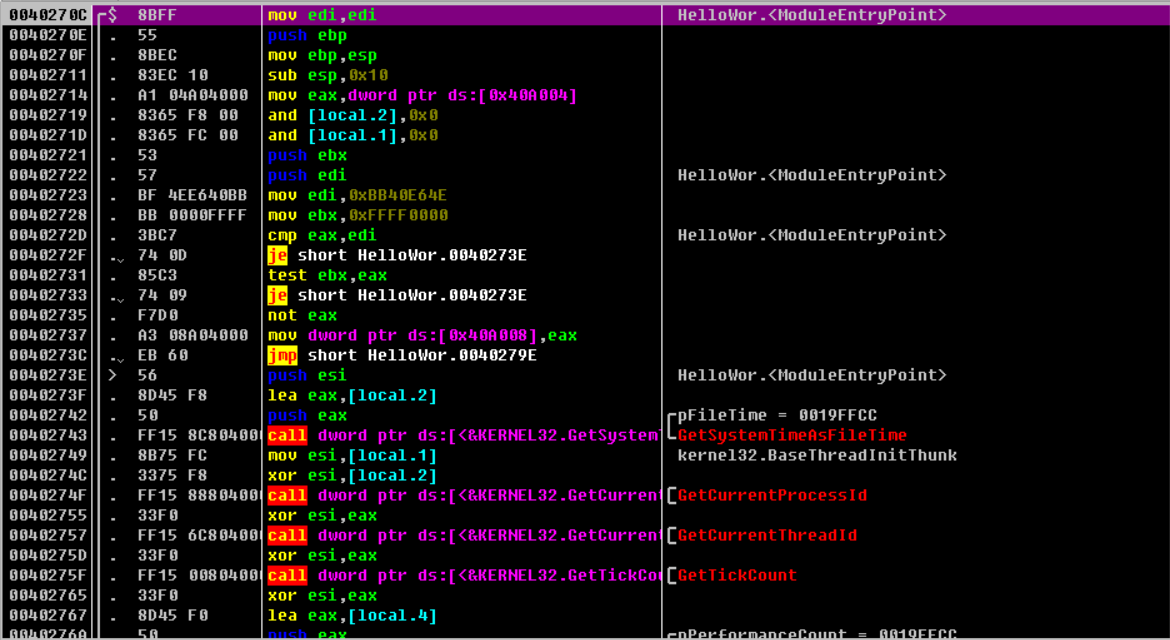 0040270C $ 8BFF mov edi,edi HelloWor.<ModuleEntryPoint>
0040270E . 55 push ebp
0040270F . 8BEC mov ebp,esp
00402711 . 83EC 10 sub esp,0x10
00402714 . A1 04A04000 mov eax,dword ptr ds:[0x40A004]
00402719 . 8365 F8 00 and [local.2],0x0
0040271D . 8365 FC 00 and [local.1],0x0
00402721 . 53 push ebx
00402722 . 57 push edi HelloWor.<ModuleEntryPoint>
00402723 . BF 4EE640BB mov edi,0xBB40E64E
00402728 . BB 0000FFFF mov ebx,0xFFFF0000
0040272D . 3BC7 cmp eax,edi HelloWor.<ModuleEntryPoint>
0040272F . 74 0D je short HelloWor.0040273E
00402731 . 85C3 test ebx,eax
00402733 . 74 09 je short HelloWor.0040273E
00402735 . F7D0 not eax
00402737 . A3 08A04000 mov dword ptr ds:[0x40A008],eax
0040273C . EB 60 jmp short HelloWor.0040279E
0040273E > 56 push esi HelloWor.<ModuleEntryPoint>
0040273F . 8D45 F8 lea eax,[local.2]
00402742 . 50 push eax pFileTime = 0019FFCC
00402743 . FF15 8C80400 call dword ptr ds:[<&KERNEL32.GetSystem GetSystemTimeAsFileTime
00402749 . 8B75 FC mov esi,[local.1] kernel32.BaseThreadInitThunk
0040274C . 3375 F8 xor esi,[local.2]
0040274F . FF15 8880400 call dword ptr ds:[<&KERNEL32.GetCurrent GetCurrentProcessId
00402755 . 33F0 xor esi,eax
00402757 . FF15 6C80400 call dword ptr ds:[<&KERNEL32.GetCurrent GetCurrentThreadId
0040275D . 33F0 xor esi,eax
0040275F . FF15 0080400 call dword ptr ds:[<&KERNEL32.GetTickCou GetTickCount
00402765 . 33F0 xor esi,eax
00402767 . 8D45 F0 lea eax,[local.4]
0040276A . 50 push eax pPerformanceCount = 0019FFCC